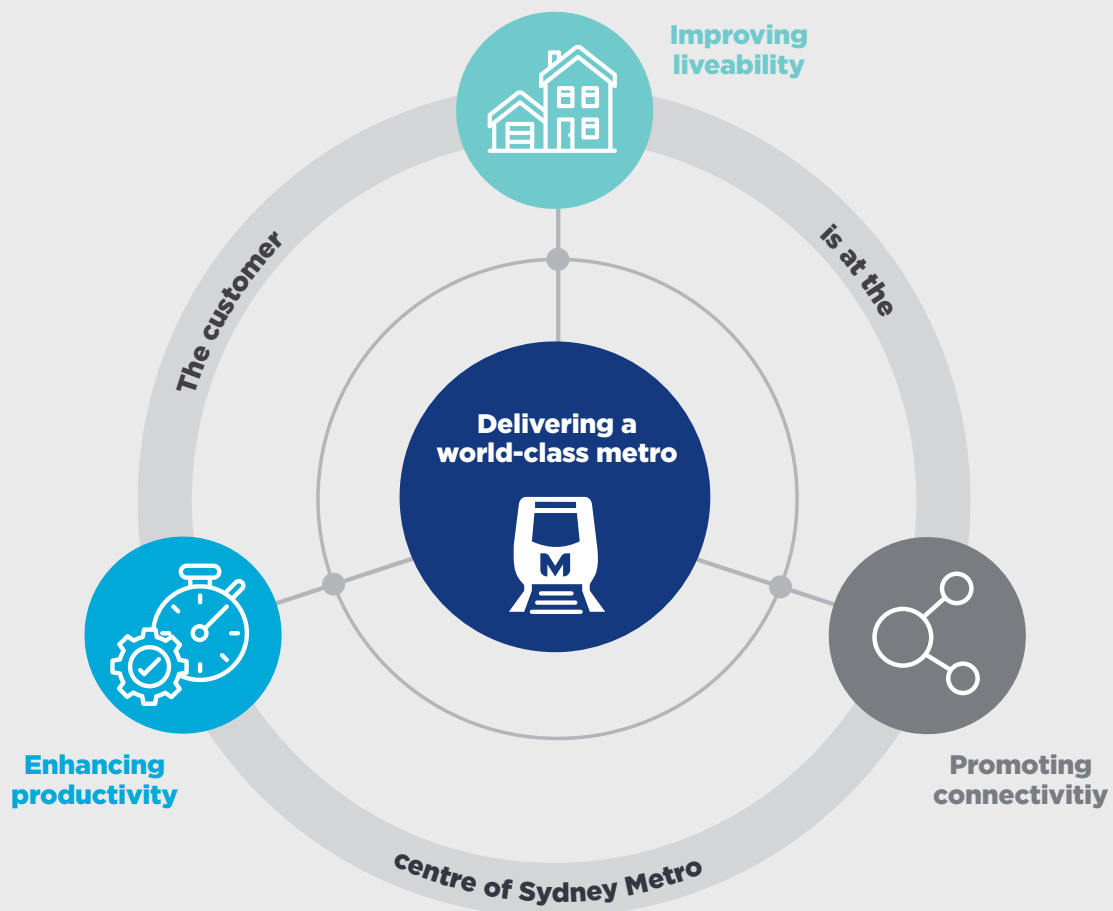 Improving
liveability
The customer
is at the
centre of Sydney Metro
Delivering a
world-class metro
M
Enhancing
productivity
Promoting
connectivitiy